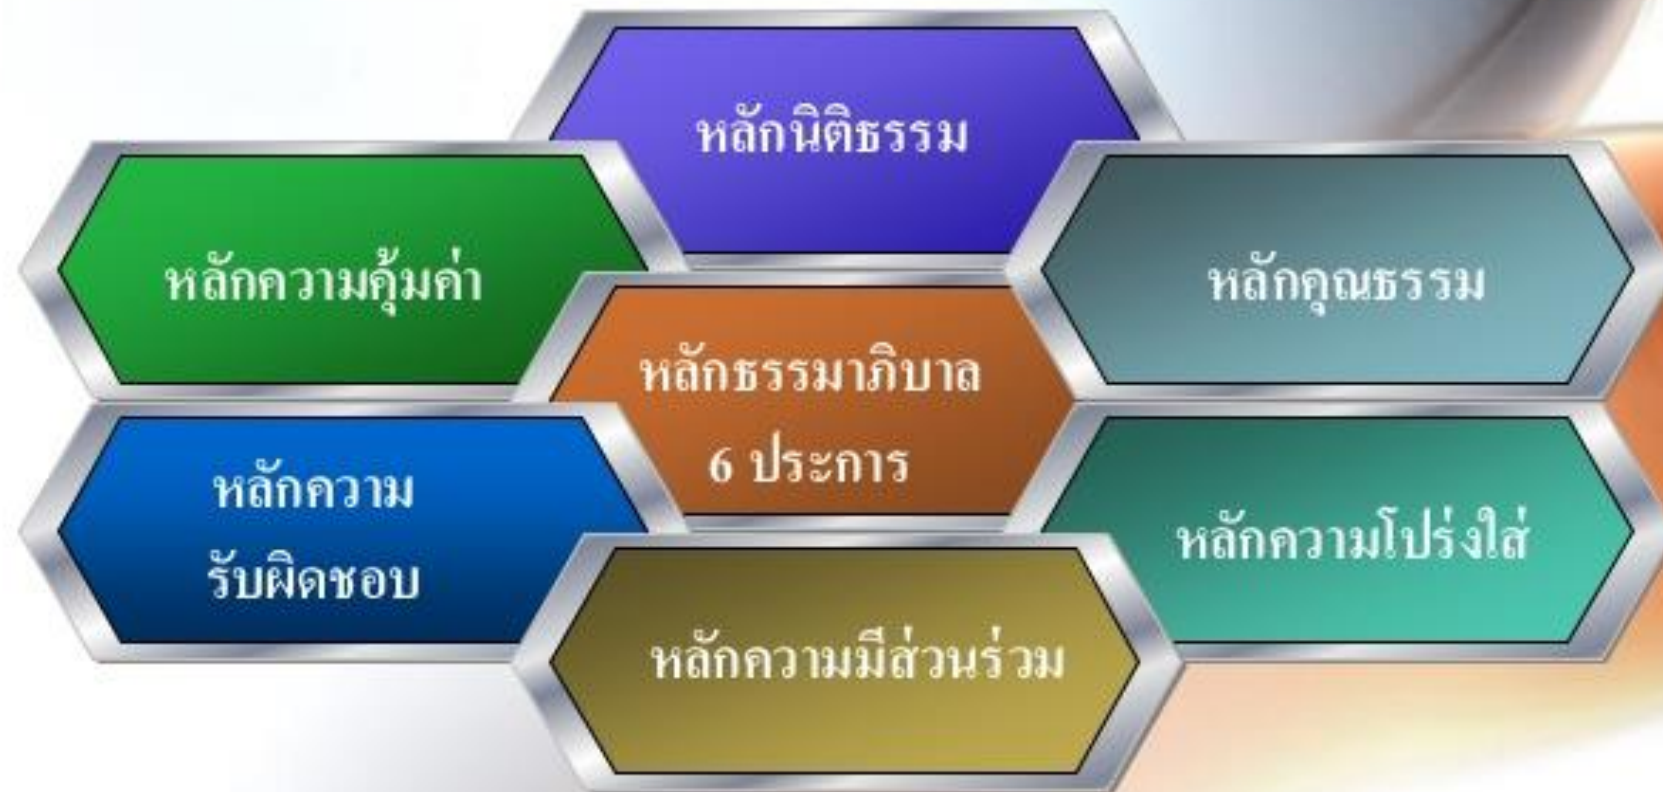 หลักนิติธรรม
หลักความคุ้มค่า
หลักคุณธรรม
หลักธรรมาภิบาล
6 ประการ
หลักความ
รับผิดชอบ
หลักความโปร่งใส่
หลักความมีส่วนร่วม